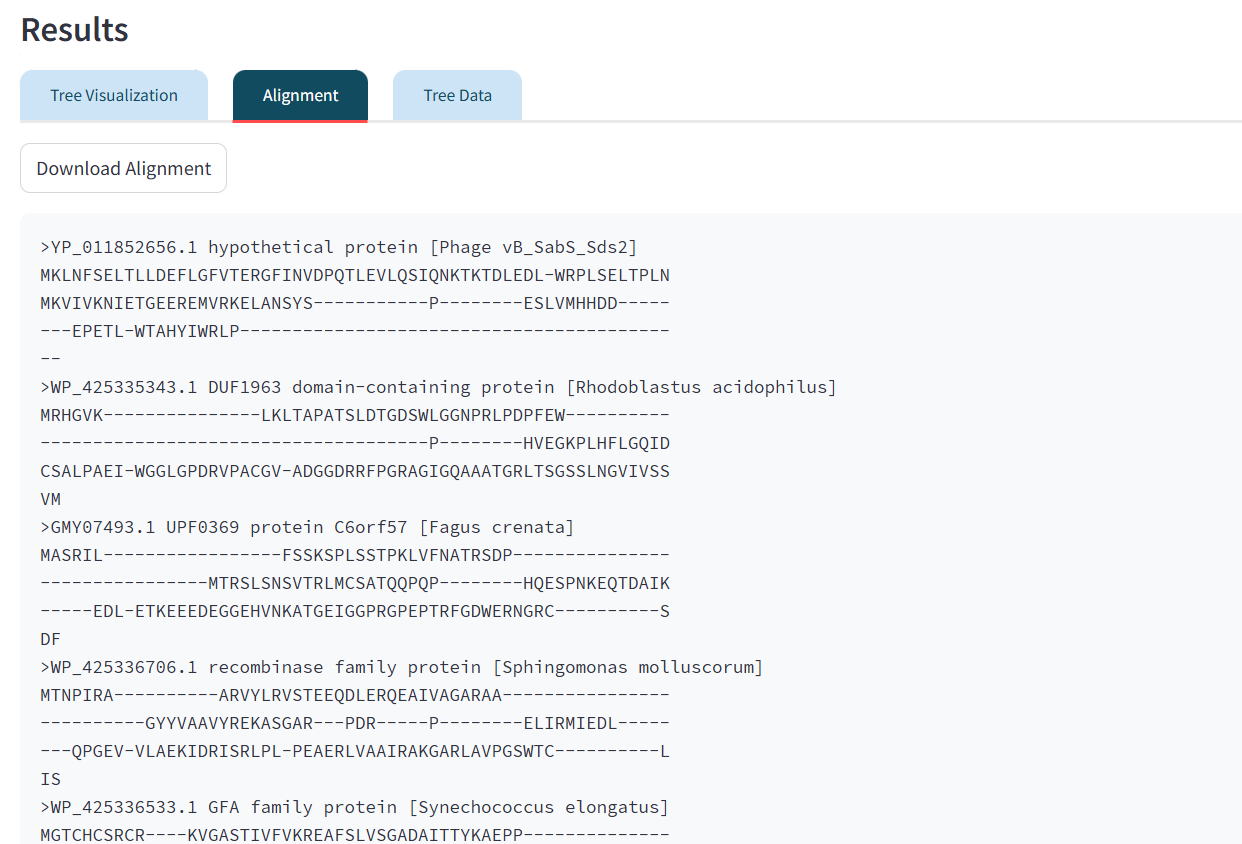 Results
Tree Visualization
Alignment
Tree Data
Download Alignment
>YP_011852656.1 hypothetical protein [Phage vB_SabS_Sds2]
MKLNFSELTLLDEFLGFVTERGFINVDPQTLEVLQSIQNKTKTDLEDL-WRPLSELTPLN
MKVIVKNIETGEEREMVRKELANSYS-----------P--------ESLVMHHDD-----
---EPETL-WTAHYIWRLP-----------------------------------------
--
>WP_425335343.1 DUF1963 domain-containing protein [Rhodoblastus acidophilus]
MRHGVK---------------LKLTAPATSLDTGDSWLGGNPRLPDPFEW----------
-------------------------------------P--------HVEGKPLHFLGQID
CSALPAEI-WGGLGPDRVPACGV-ADGGDRRFPGRAGIGQAAATGRLTSGSSLNGVIVSS
VM
>GMY07493.1 UPF0369 protein C6orf57 [Fagus crenata]
MASRIL-----------------FSSKSPLSSTPKLVFNATRSDP---------------
----------------MTRSLSNSVTRLMCSATQQPQP--------HQESPNKEQTDAIK
-----EDL-ETKEEEDEGGEHVNKATGEIGGPRGPEPTRFGDWERNGRC----------S
DF
>WP_425336706.1 recombinase family protein [Sphingomonas molluscorum]
MTNPIRA----------ARVYLRVSTEEQDLERQEAIVAGARAA----------------
----------GYYVAAVYREKASGAR---PDR-----P--------ELIRMIEDL-----
---QPGEV-VLAEKIDRISRLPL-PEAERLVAAIRAKGARLAVPGSWTC----------L
IS
>WP_425336533.1 GFA family protein [Synechococcus elongatus]
MGTCHCSRCR----KVGASTIVFVKREAFSLVSGADAITTYKAEPP--------------